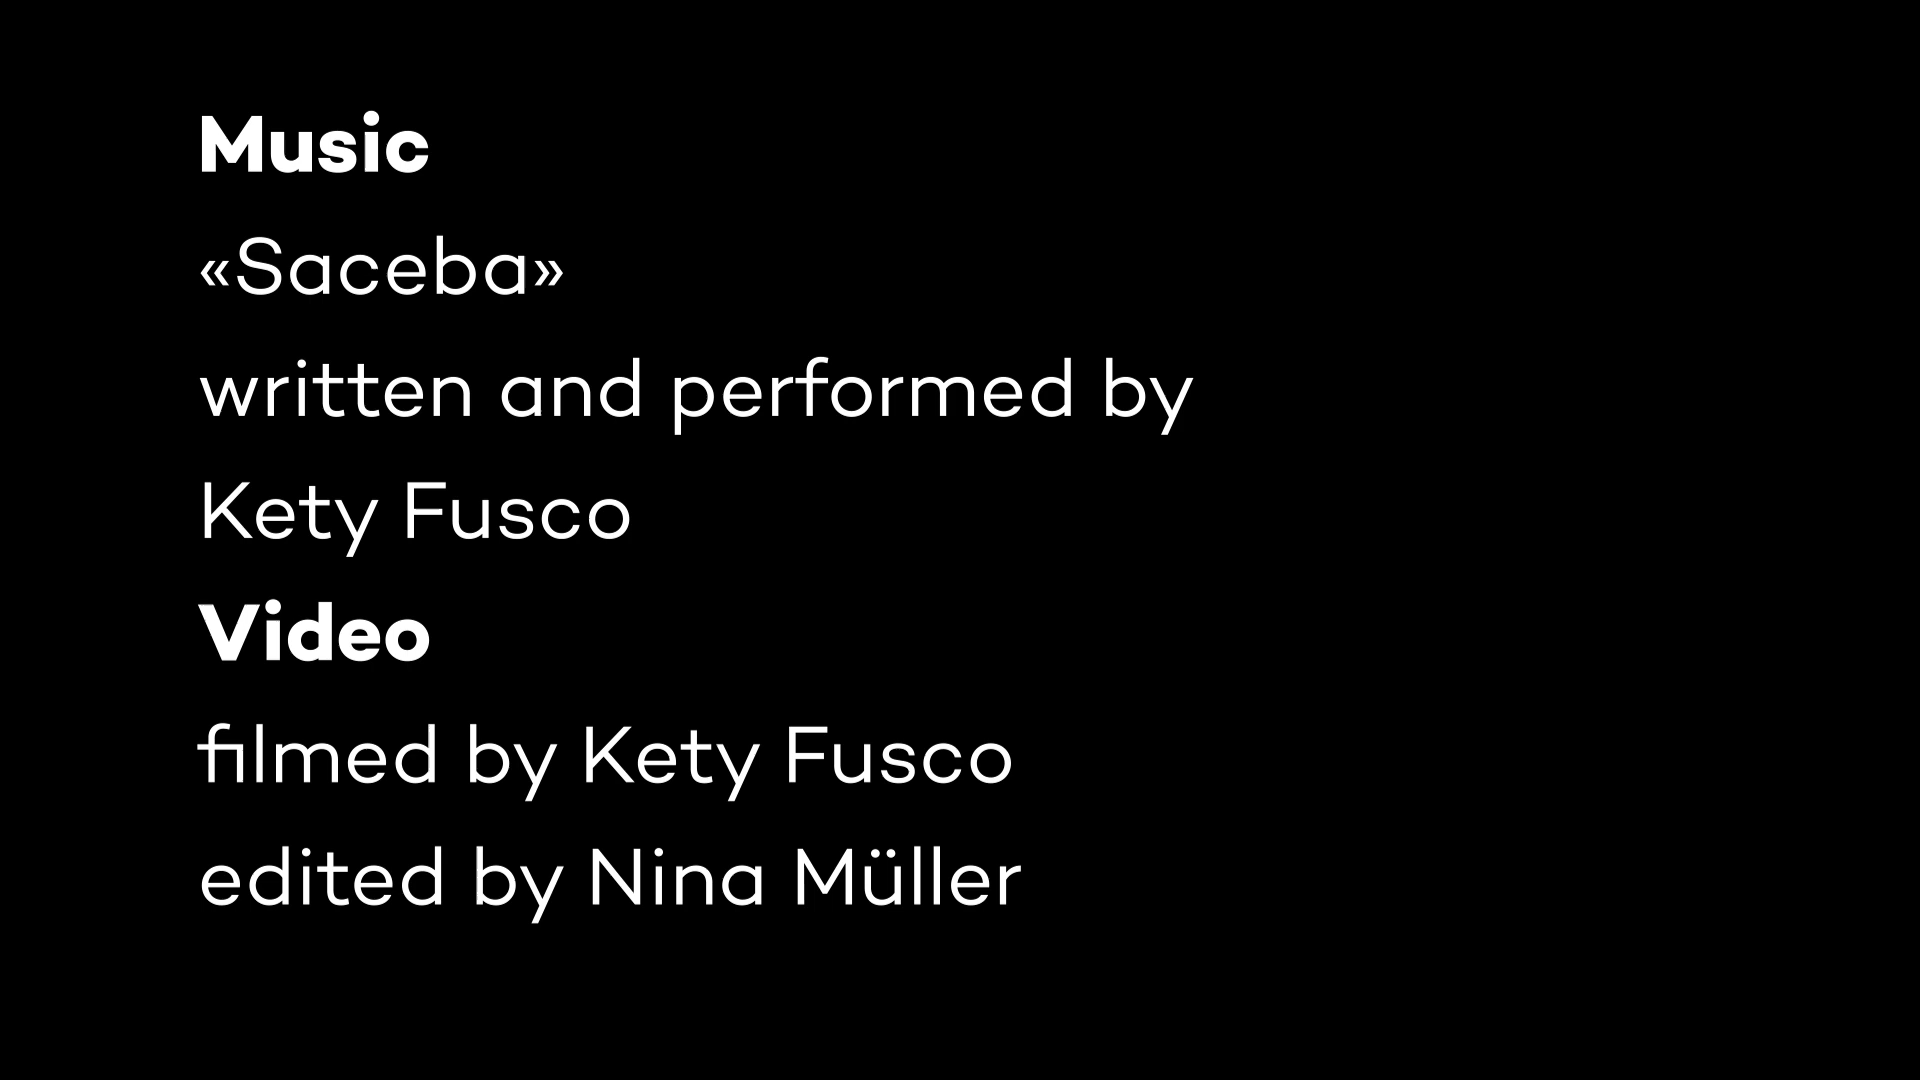 Music
«Saceba»
written and performed by
Kety Fusco
Video
filmed by Kety Fusco
edited by Nina Müller